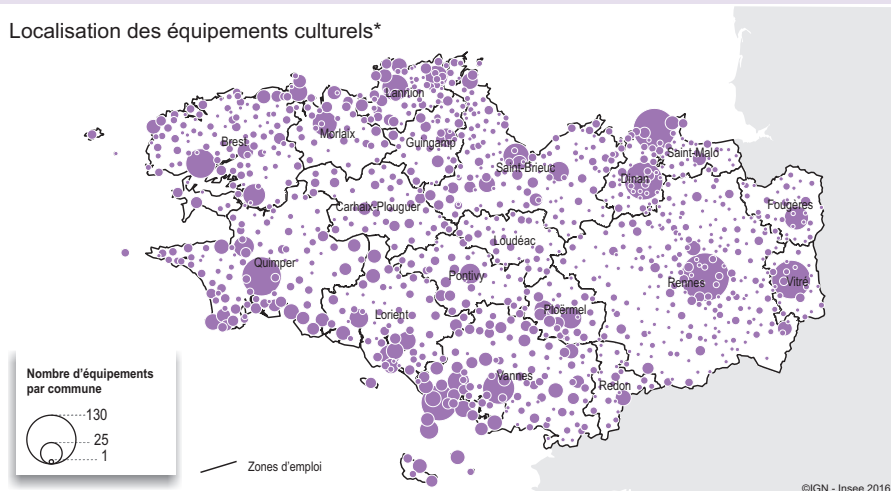 Localisation des équipements culturels*
Lannion
Morlaix
Brest
Guingamp
Saint-Brieuc
Saint-Malo
Dinan
Fougères
Carhaix-Plouguer
Loudéac
Quimper
Pontivy
Rennes
Vitré
Lorient
Ploërmel
Vannes
Redon
Nombre d'équipements
par commune
130
25
1
Zones d'emploi
©IGN - Insee 2016